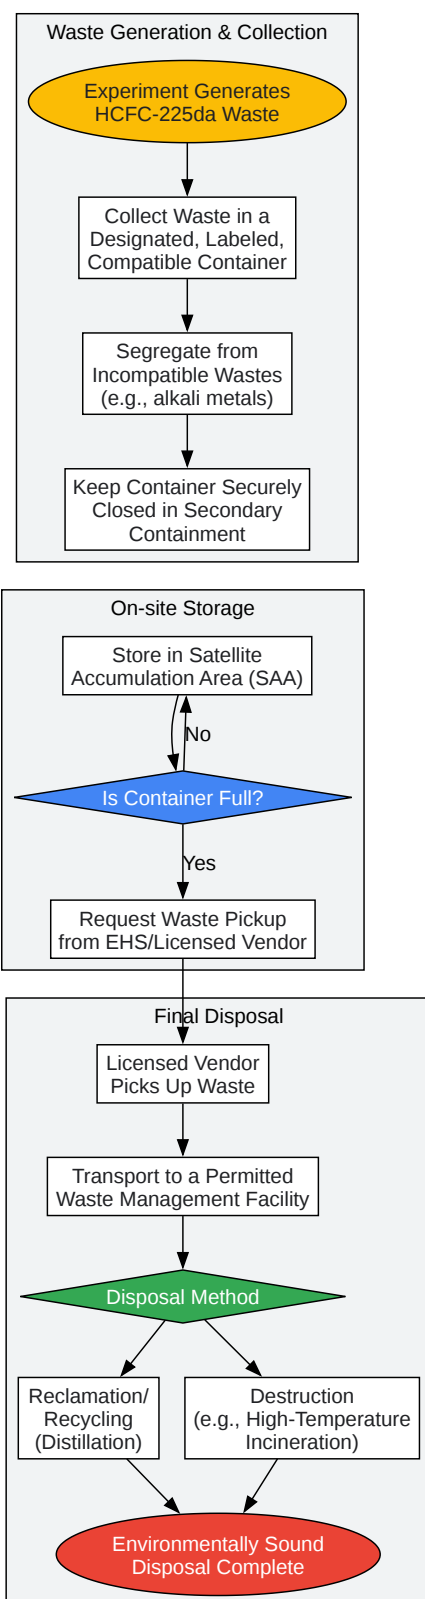 Waste Generation & Collection
Experiment Generates
HCFC-225da Waste
Collect Waste in a
Designated, Labeled,
Compatible Container
Segregate from
Incompatible Wastes
(e.g., alkali metals)
Keep Container Securely
Closed in Secondary
Containment
On-site Storage
Store in Satellite
Accumulation Area (SAA)
No
Is Container Full?
Yes
Request Waste Pickup
from EHS/Licensed Vendor
Final Disposal
Licensed Vendor
Picks Up Waste
Transport to a Permitted
Waste Management Facility
Disposal Method
Reclamation/
Recycling
(Distillation)
Destruction
(e.g., High-Temperature
Incineration)
Environmentally Sound
Disposal Complete